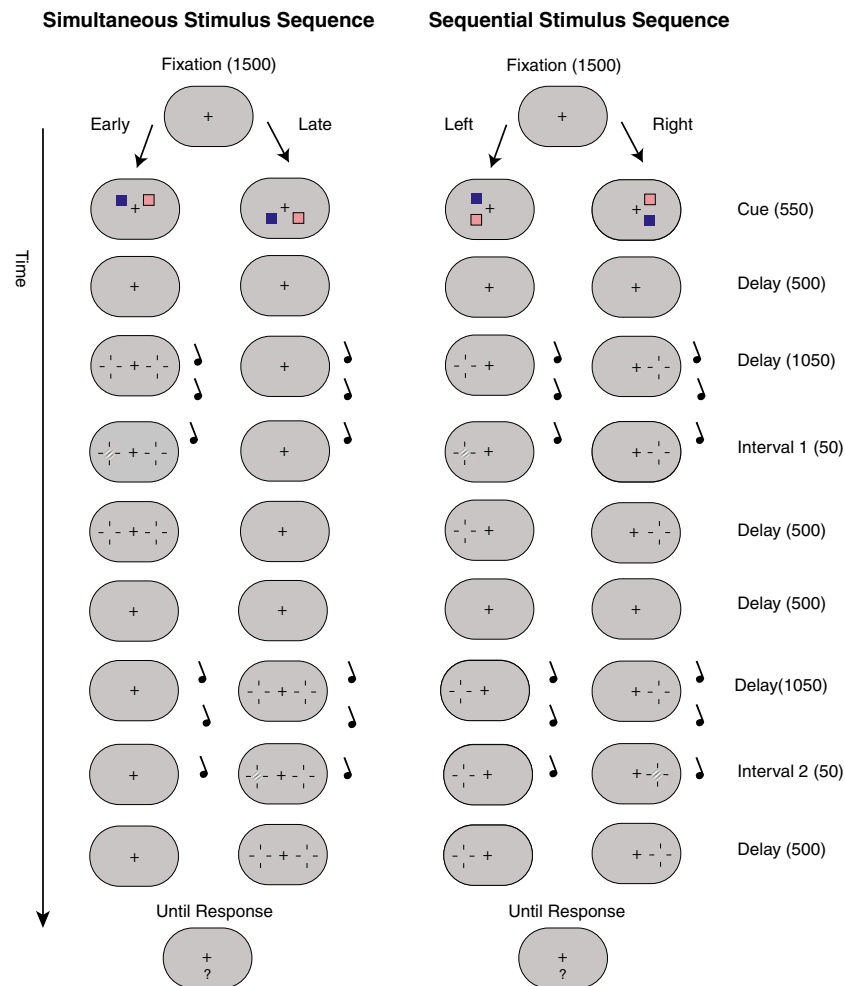 Simultaneous Stimulus Sequence
Sequential Stimulus Sequence
Fixation (1500)
Fixation (1500)
Early
Late
Left
Right
Time
Cue (550)
Delay (500)
Delay (1050)
Interval 1 (50)
Delay (500)
Delay (500)
Delay(1050)
Interval 2 (50)
Delay (500)
Until Response
Until Response
?
?